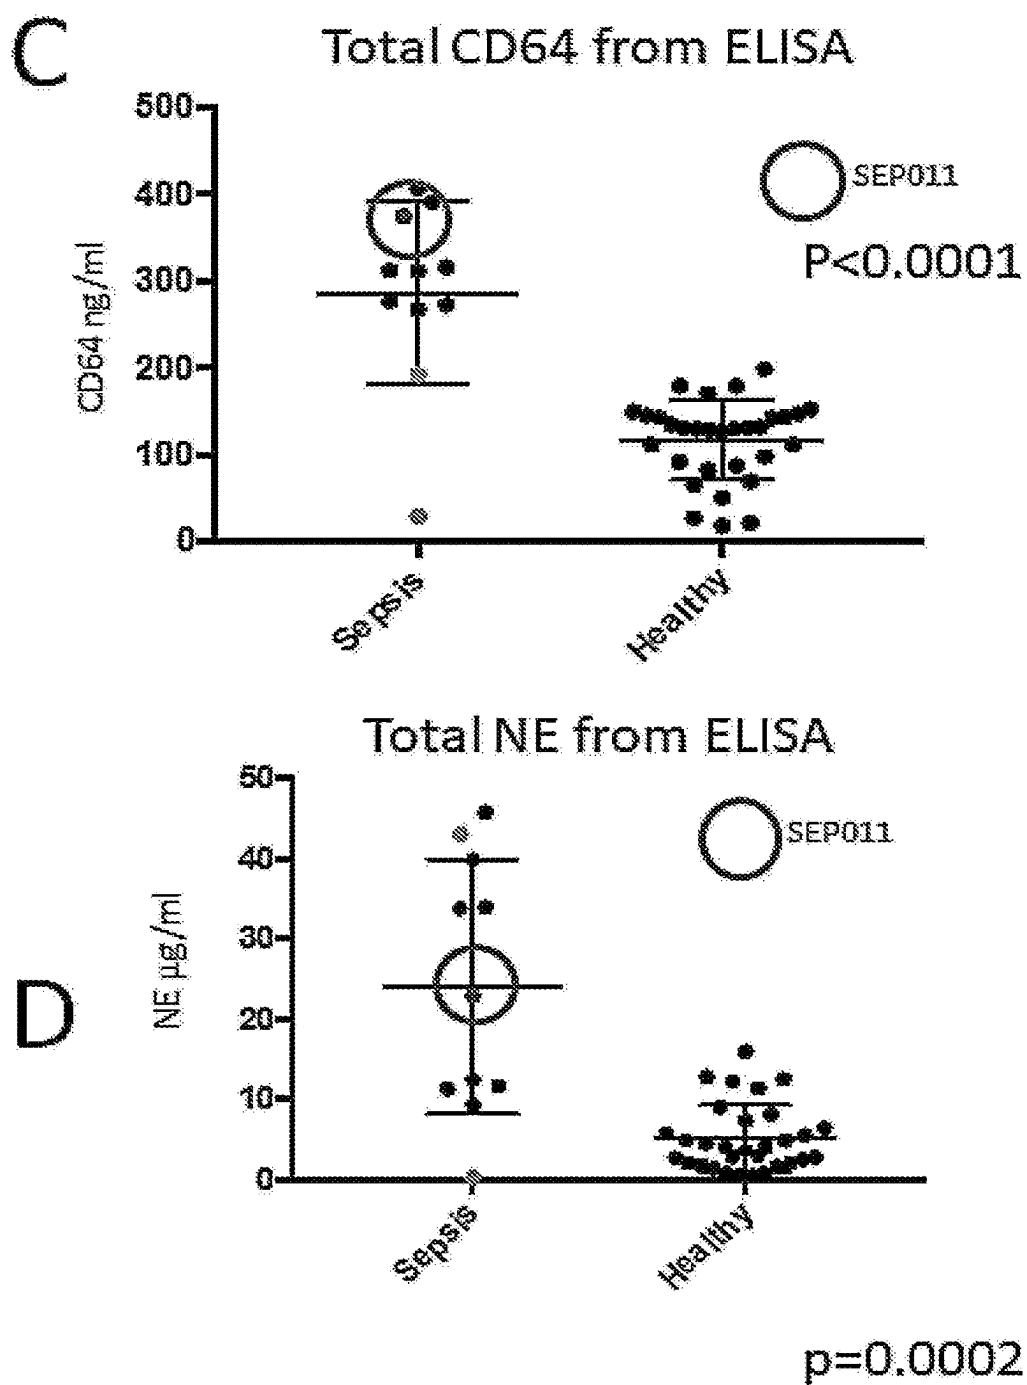 C
Total CD64 from ELISA
500
400
300
200
100
0
CD64 ng/ml
SEP011
P<0.0001
Sepsis
Healthy
D
Total NE from ELISA
50
40
30
20
10
0
NE µg/ml
SEP011
Sepsis
Healthy
p=0.0002